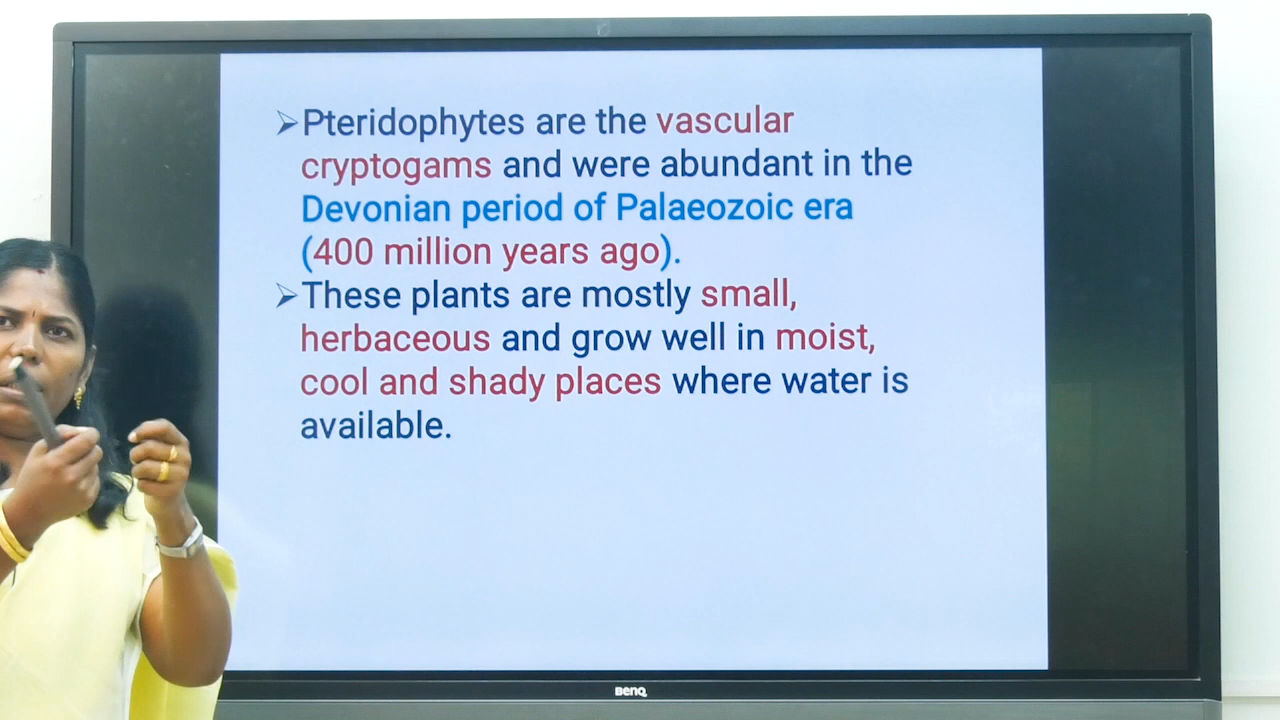 ➢Pteridophytes are the vascular
cryptogams and were abundant in the
Devonian period of Palaeozoic era
(400 million years ago).
➢These plants are mostly small,
herbaceous and grow well in moist,
cool and shady places where water is
available.
BenQ